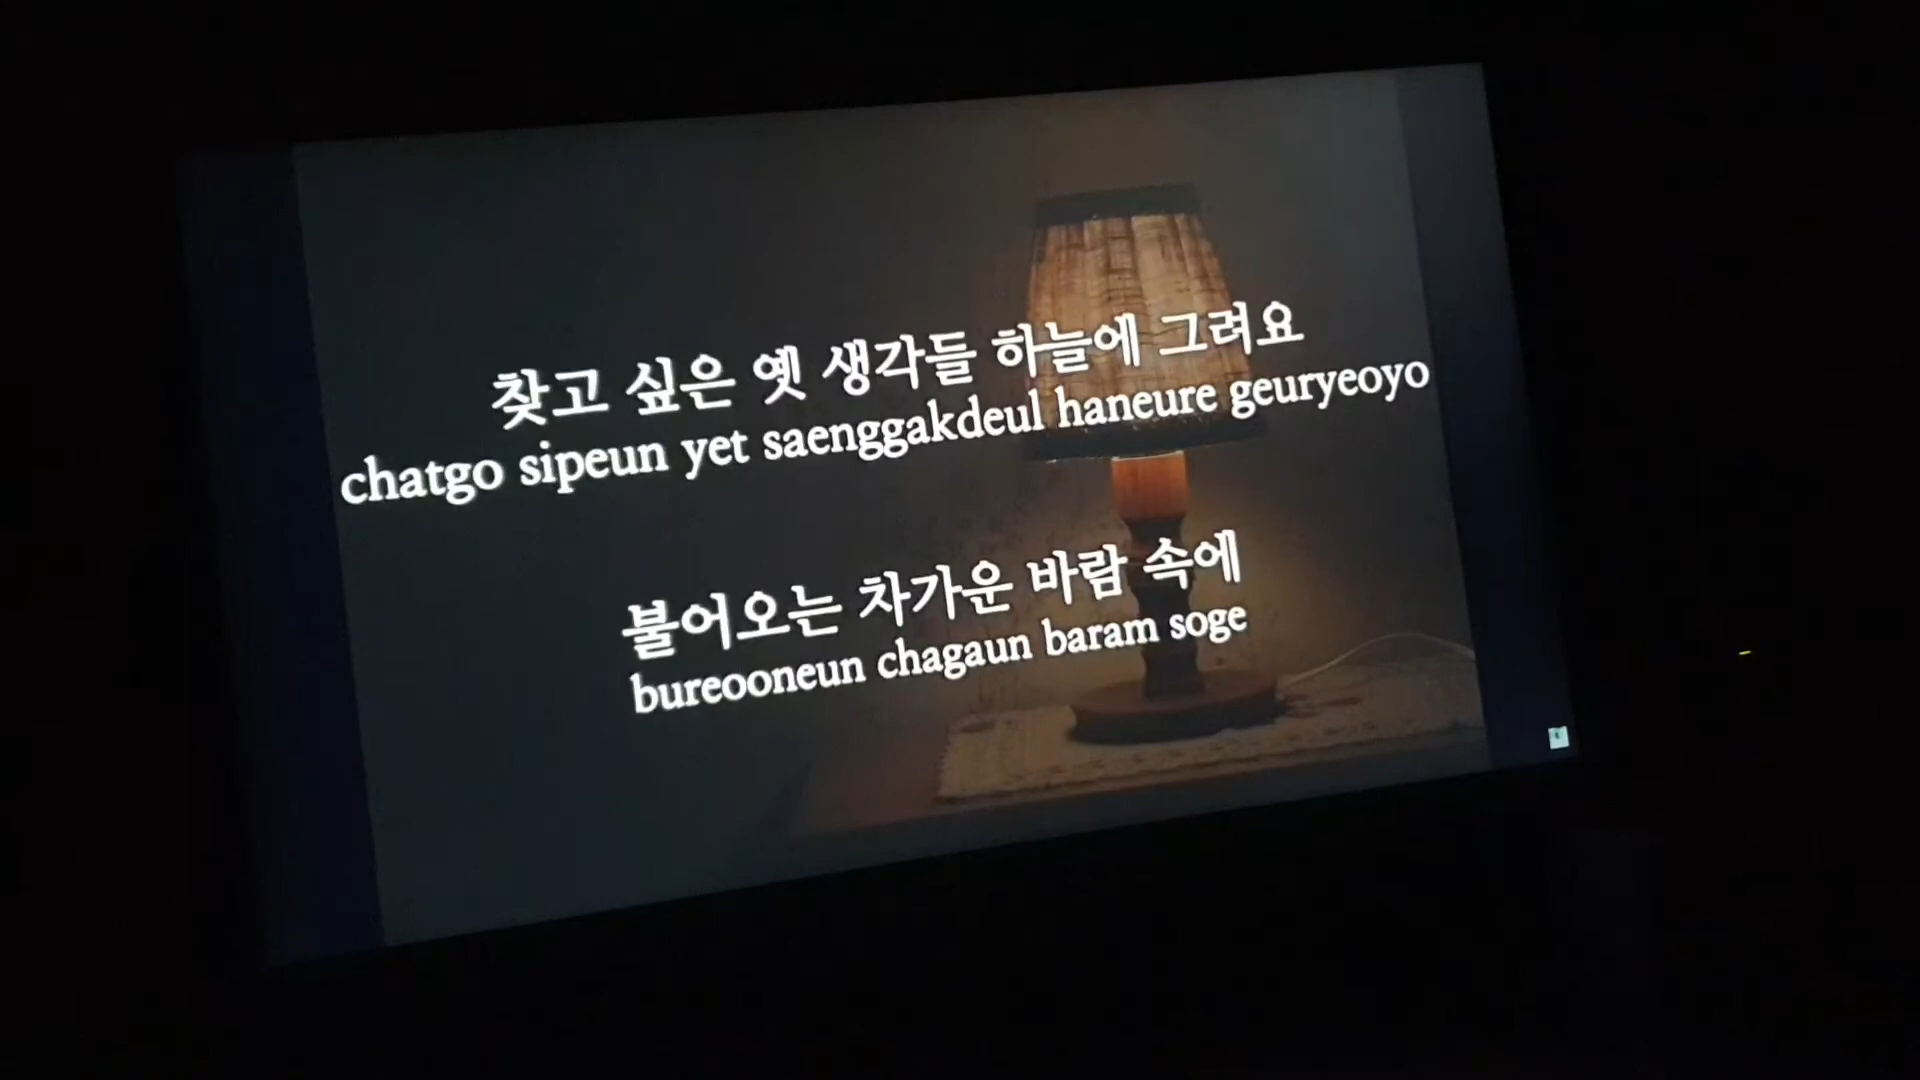 찾고 싶은 옛 생각들 하늘에 그려요
chatgo sipeun yet saenggakdeul haneure geuryeoyo
불어오는 차가운 바람 속에
bureooneun chagaun baram soge